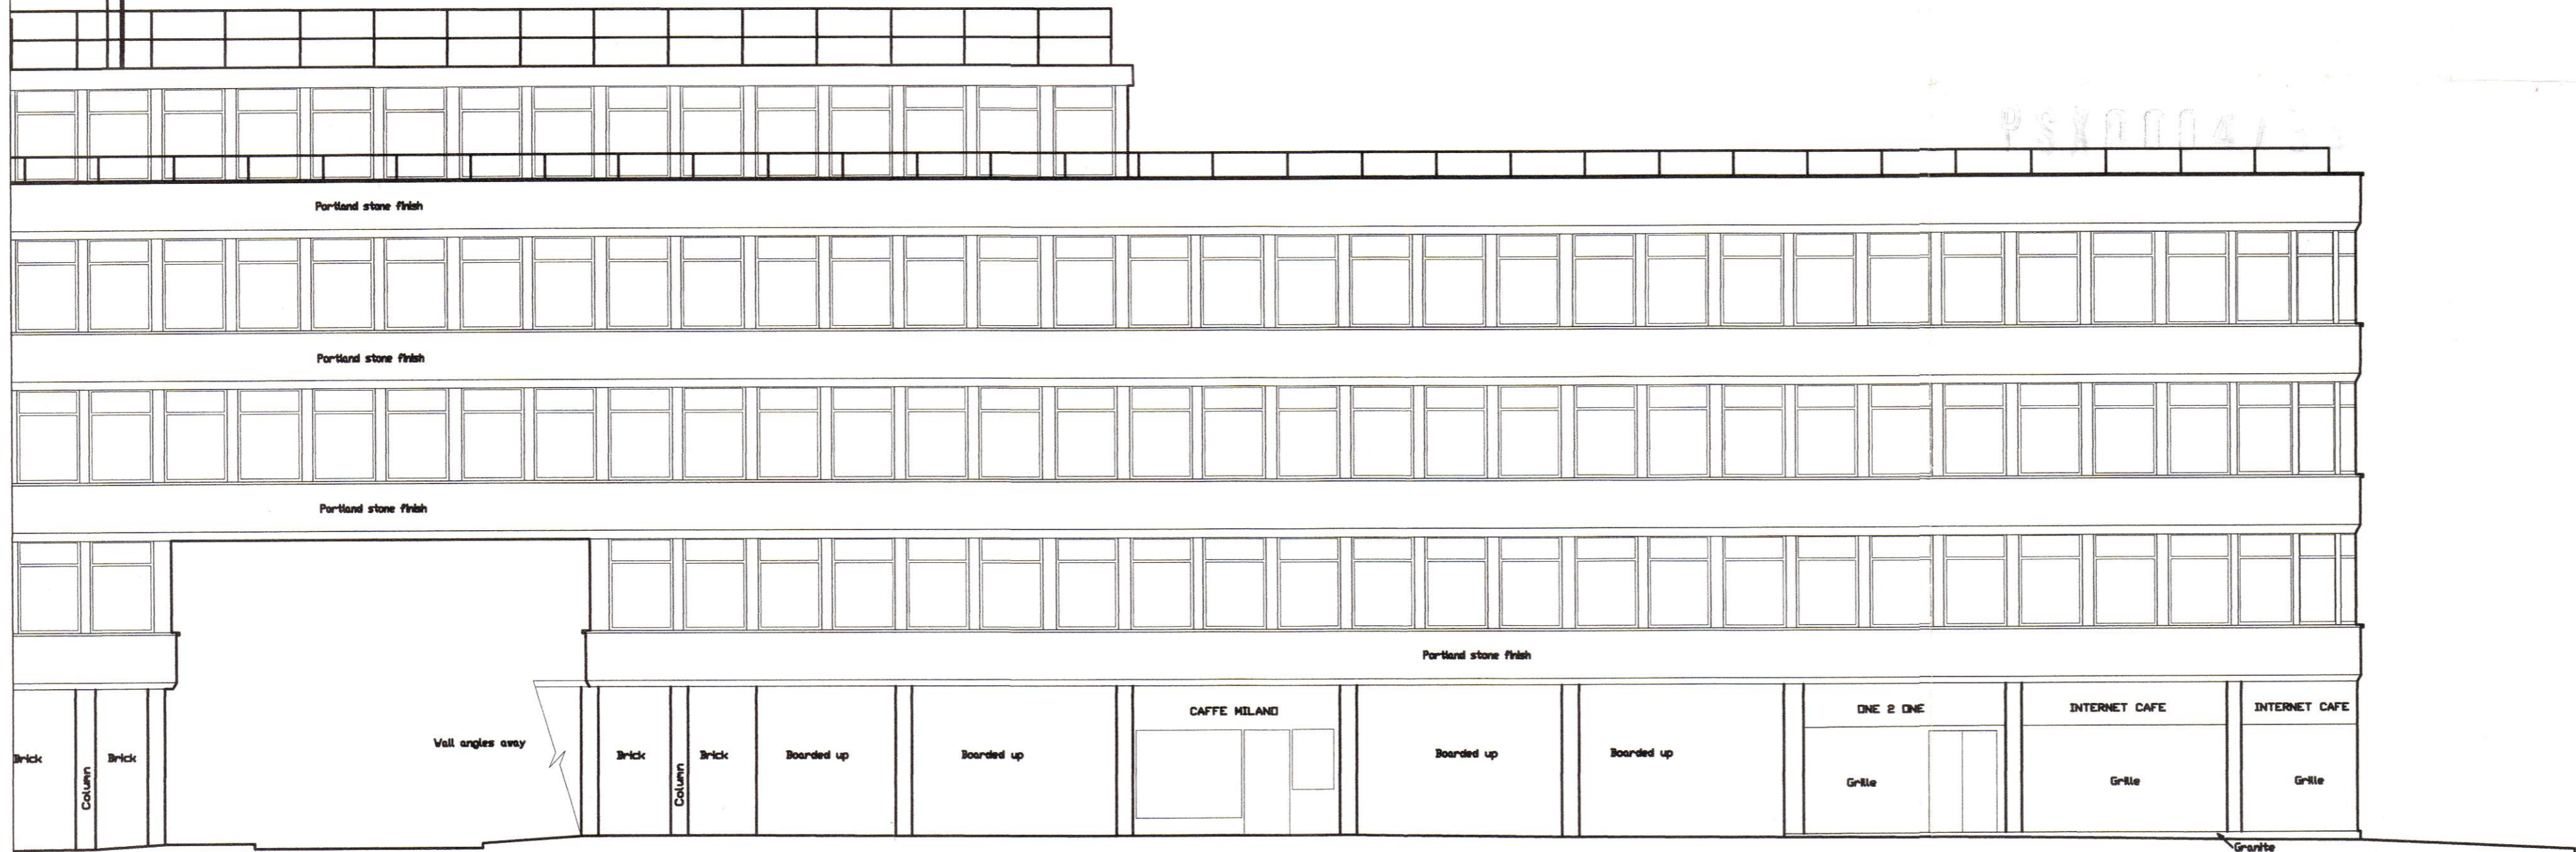 Portland stone finish
Portland stone finish
Portland stone finish
Portland stone finish
CAFFE MILANO
ONE 2 ONE
INTERNET CAFE
INTERNET CAFE
Wall angles away
Brick
Column
Brick
Brick
Column
Brick
Boarded up
Boarded up
Boarded up
Boarded up
Grille
Grille
Grille
Granite